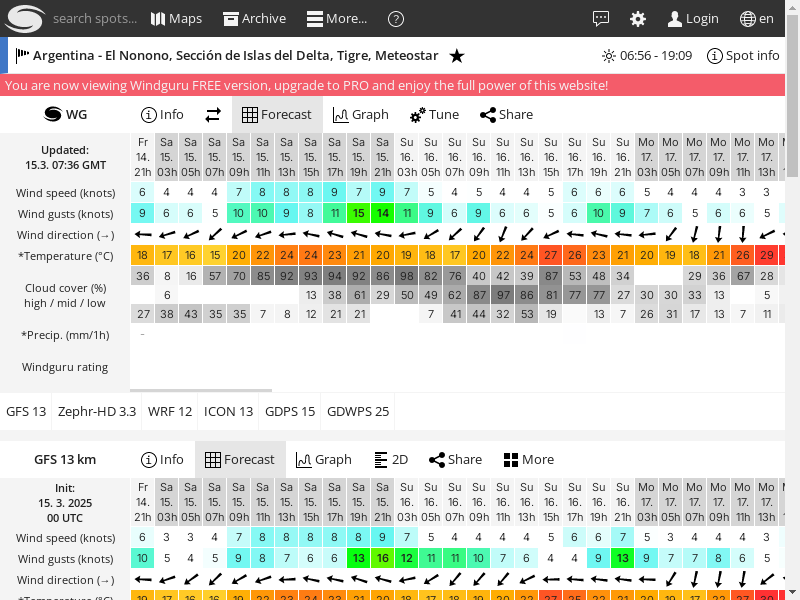 search spots... Maps Archive More... ? Login en
Argentina - El Nonono, Sección de Islas del Delta, Tigre, Meteostar ★ 06:56 - 19:09 Spot info
You are now viewing Windguru FREE version, upgrade to PRO and enjoy the full power of this website!
WG Info Forecast Graph Tune Share
Updated:
15.3. 07:36 GMT
Fr Sa Sa Sa Sa Sa Sa Sa Sa Sa Sa Su Su Su Su Su Su Su Su Su Su Mo Mo Mo Mo Mo Mo
14. 15. 15. 15. 15. 15. 15. 15. 15. 15. 15. 16. 16. 16. 16. 16. 16. 16. 16. 16. 16. 17. 17. 17. 17. 17. 17.
21h 03h 05h 07h 09h 11h 13h 15h 17h 19h 21h 03h 05h 07h 09h 11h 13h 15h 17h 19h 21h 03h 05h 07h 09h 11h 13h
Wind speed (knots) 6 4 4 4 7 8 8 8 9 7 9 7 5 4 5 4 4 5 6 6 6 5 4 4 4 3 3
Wind gusts (knots) 9 6 6 5 10 10 9 8 11 15 14 11 9 6 9 6 6 5 6 10 9 7 6 5 6 6 5
Wind direction (→)
*Temperature (°C) 18 17 16 15 20 22 24 24 23 21 20 19 18 17 20 22 24 27 26 23 21 20 19 18 21 26 29
Cloud cover (%)
high / mid / low
36 8 16 57 70 85 92 93 94 92 86 98 82 76 40 42 39 87 53 48 34 29 36 67 28
6 13 38 61 29 50 49 62 87 97 86 81 77 77 27 30 30 33 13 5
27 38 43 35 35 7 8 12 21 21 7 41 44 32 53 19 13 7 26 31 17 13 7 11
*Precip. (mm/1h) -
Windguru rating
GFS 13 Zephr-HD 3.3 WRF 12 ICON 13 GDPS 15 GDWPS 25
GFS 13 km Info Forecast Graph 2D Share More
Init:
15. 3. 2025
00 UTC
Fr Sa Sa Sa Sa Sa Sa Sa Sa Sa Sa Su Su Su Su Su Su Su Su Su Su Mo Mo Mo Mo Mo Mo
14. 15. 15. 15. 15. 15. 15. 15. 15. 15. 15. 16. 16. 16. 16. 16. 16. 16. 16. 16. 16. 17. 17. 17. 17. 17. 17.
21h 03h 05h 07h 09h 11h 13h 15h 17h 19h 21h 03h 05h 07h 09h 11h 13h 15h 17h 19h 21h 03h 05h 07h 09h 11h 13h
Wind speed (knots) 6 3 3 4 7 8 8 8 8 8 9 7 5 4 4 4 4 5 6 6 7 5 3 4 4 4 3
Wind gusts (knots) 10 5 4 5 9 8 7 6 6 13 16 12 11 11 10 7 6 4 4 9 13 9 7 7 8 6 5
Wind direction (→)
*Temperature (°C)